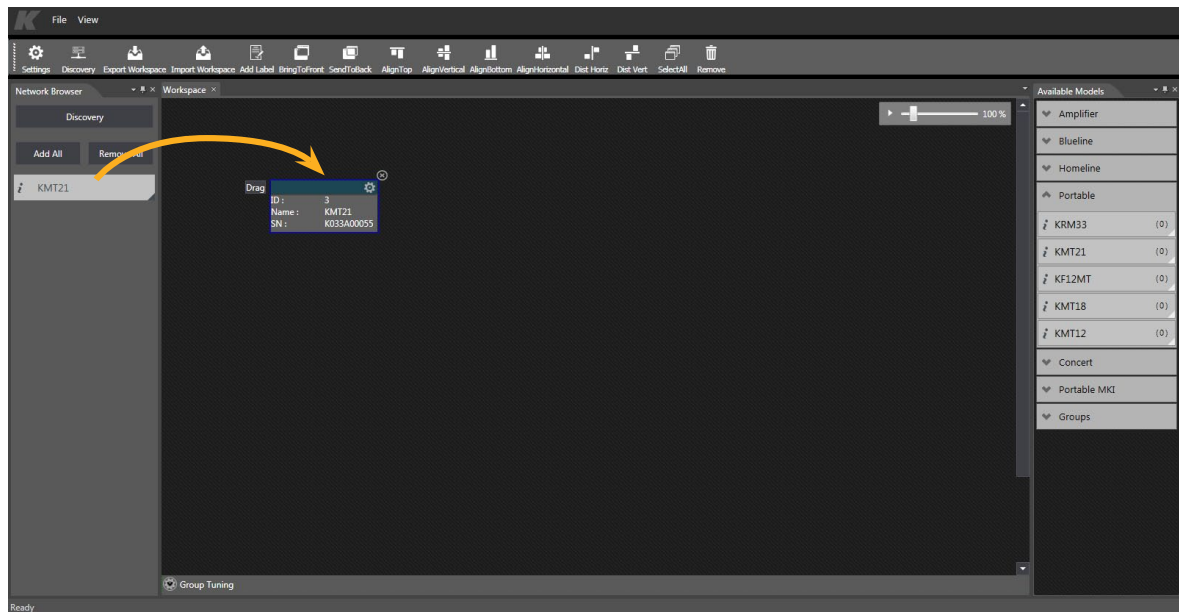 File View
Settings Discovery Export Workspace Import Workspace Add Label BringToFront SendToBack AlignTop AlignVertical AlignBottom AlignHorizontal Dist Horiz Dist Vert SelectAll Remove
Network Browser
Workspace
Available Models
Discovery
100 %
Add All
KMT21
Drag
ID : 3
Name : KMT21
SN : K033A00055
Amplifier
Blueline
Homeline
Portable
KRM33 (0)
KMT21 (0)
KF12MT (0)
KMT18 (0)
KMT12 (0)
Concert
Portable MKI
Groups
Group Tuning
Ready